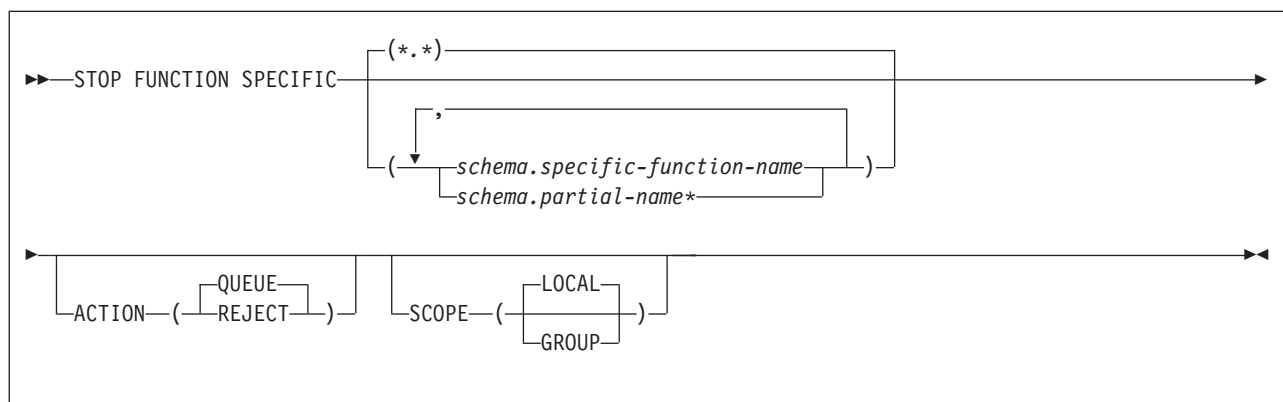 (*.*)
STOP FUNCTION SPECIFIC
,
( schema.specific-function-name )
schema.partial-name*
QUEUE LOCAL
ACTION ( REJECT ) SCOPE ( )
GROUP